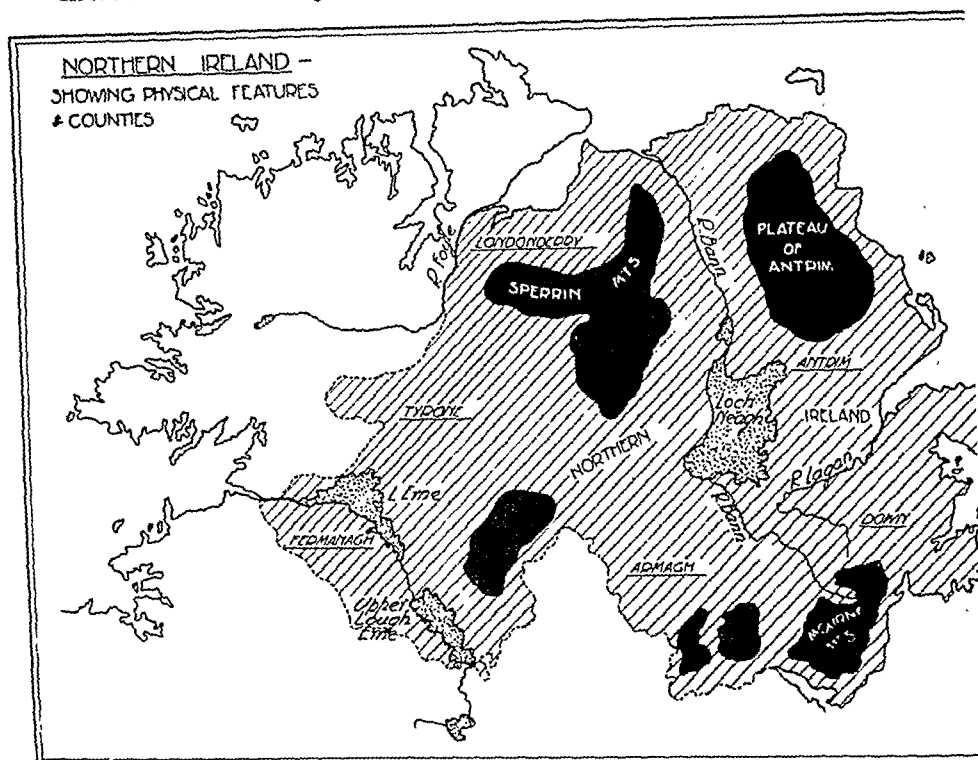 NORTHERN IRELAND –
SHOWING PHYSICAL FEATURES
& COUNTIES
R. Foyle
LONDONDERRY
R. Bann
PLATEAU
OF
ANTRIM
SPERRIN
MTS
ANTRIM
TYRONE
Loch
Neagh
IRELAND
NORTHERN
R. Lagan
L. Erne
R. Bann
DOWN
FERMANAGH
ARMAGH
Upper
Lough
Erne
MTS